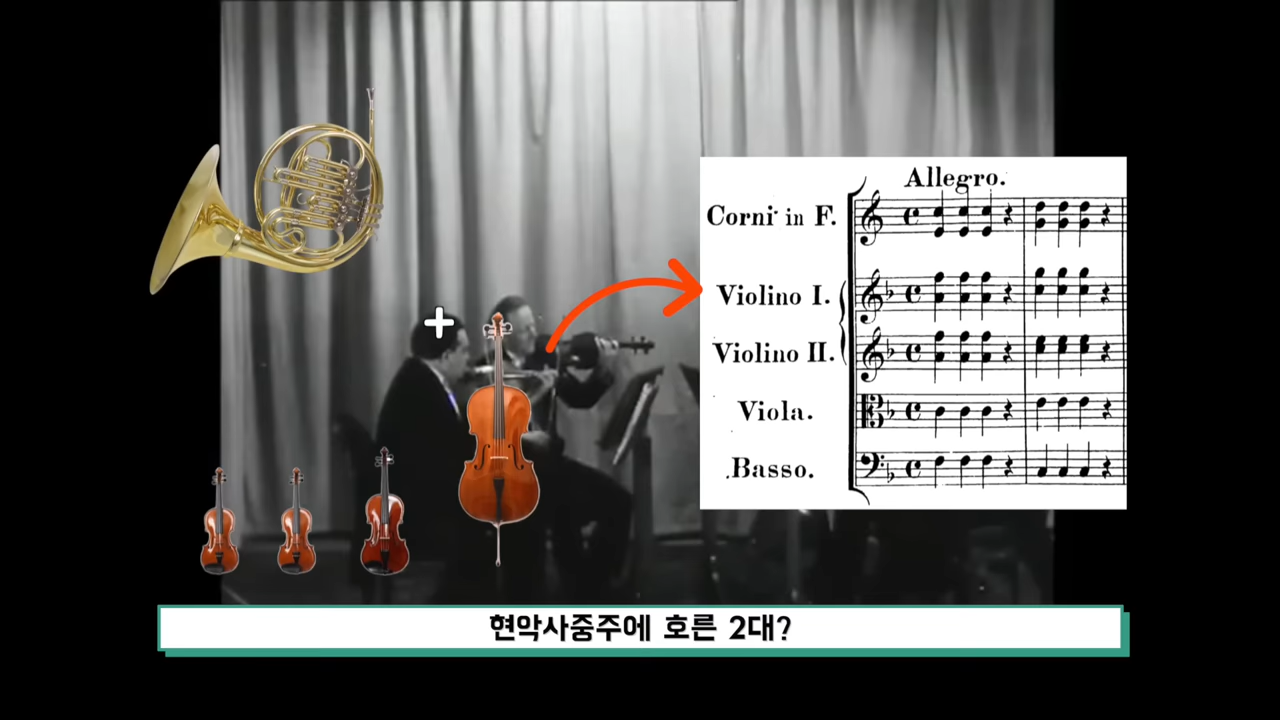 Allegro.
Corni in F.
Violino I.
Violino II.
Viola.
Basso.
현악사중주에 호른 2대?